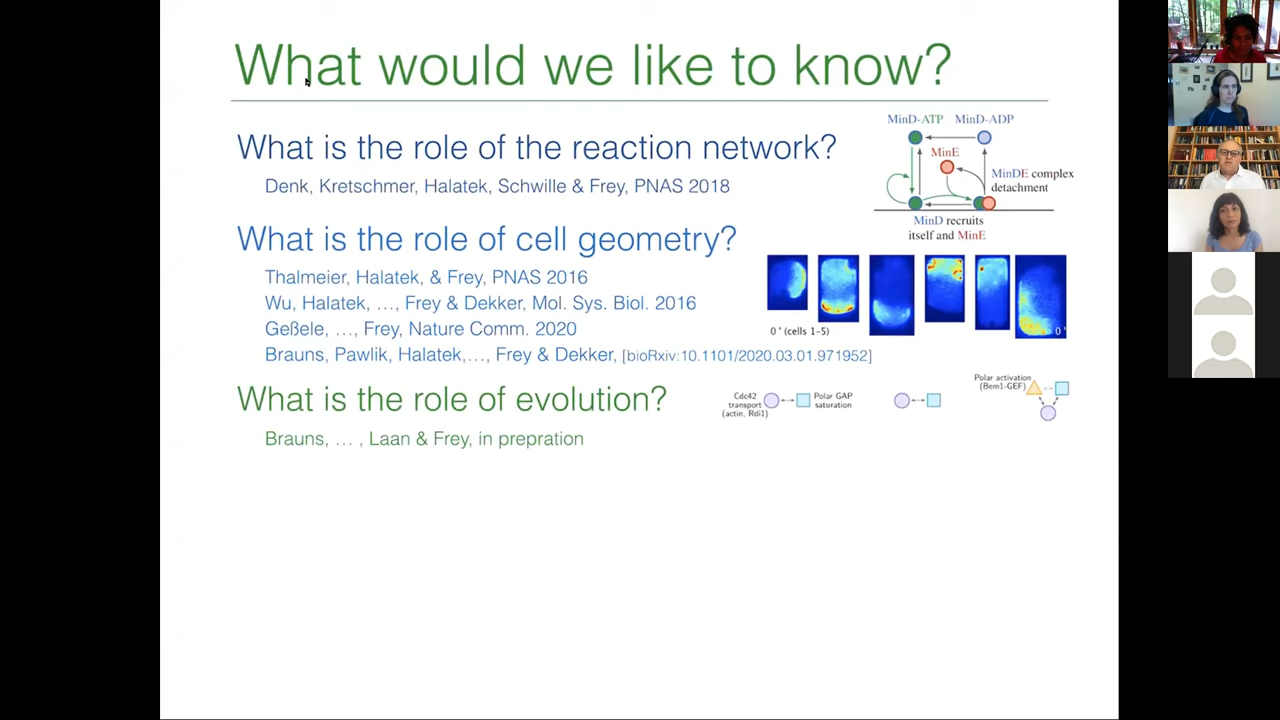 What would we like to know?
What is the role of the reaction network?
Denk, Kretschmer, Halatek, Schwille & Frey, PNAS 2018
MinD-ATP MinD-ADP
MinE
MinDE complex
detachment
MinD recruits
itself and MinE
What is the role of cell geometry?
Thalmeier, Halatek, & Frey, PNAS 2016
Wu, Halatek, …, Frey & Dekker, Mol. Sys. Biol. 2016
Geßele, …, Frey, Nature Comm. 2020
Brauns, Pawlik, Halatek,…, Frey & Dekker, [bioRxiv:10.1101/2020.03.01.971952]
0 ' (cells 1-5)
0 '
What is the role of evolution?
Brauns, … , Laan & Frey, in prepration
Cdc42
transport
(actin, Rdi1)
Polar GAP
saturation
Polar activation
(Bem1-GEF)